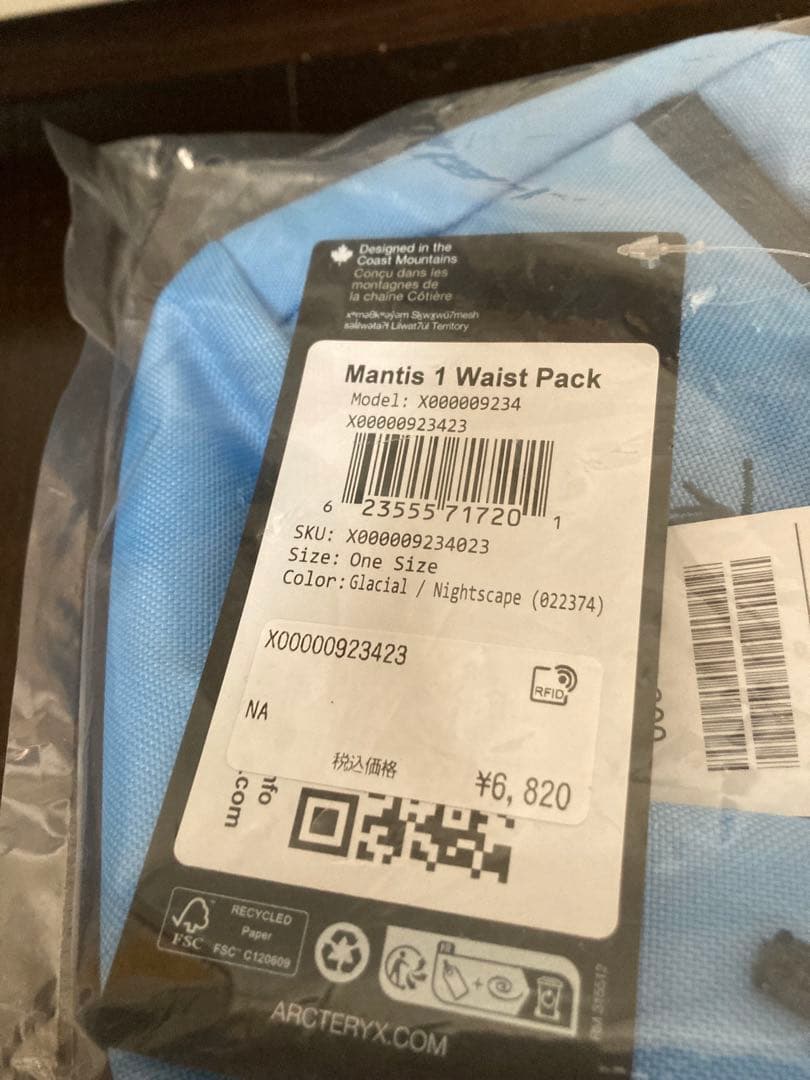 Designed in the
Coast Mountains
Conçu dans les
montagnes de
la chaîne Côtière
Mantis 1 Waist Pack
Model: X000009234
X00000923423
6 23555 71720 1
SKU: X000009234023
Size: One Size
Color: Glacial / Nightscape (022374)
X00000923423
RFID
NA
税込価格
¥6,820
.com
FSC
RECYCLED
Paper
FSC™ C120609
ARCTERYX.COM